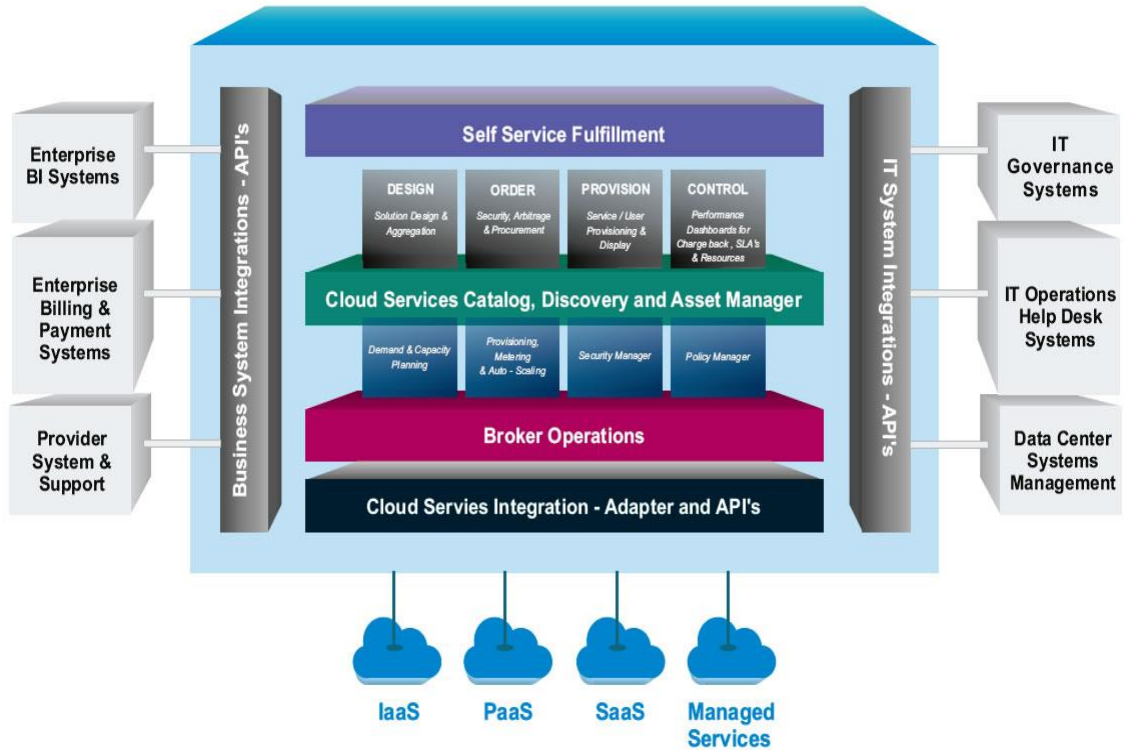 Enterprise
BI Systems
Enterprise
Billing &
Payment
Systems
Provider
System &
Support
Business System Integrations - API's
Self Service Fulfillment
DESIGN
Solution Design &
Aggregation
ORDER
Security, Arbitrage
& Procurement
PROVISION
Service / User
Provisioning &
Display
CONTROL
Performance
Dashboards for
Charge back , SLA's
& Resources
Cloud Services Catalog, Discovery and Asset Manager
Demand & Capacity
Planning
Provisioning,
Metering
& Auto - Scaling
Security Manager
Policy Manager
Broker Operations
Cloud Servies Integration - Adapter and API's
IT System Integrations - API's
IT
Governance
Systems
IT Operations
Help Desk
Systems
Data Center
Systems
Management
IaaS
PaaS
SaaS
Managed
Services